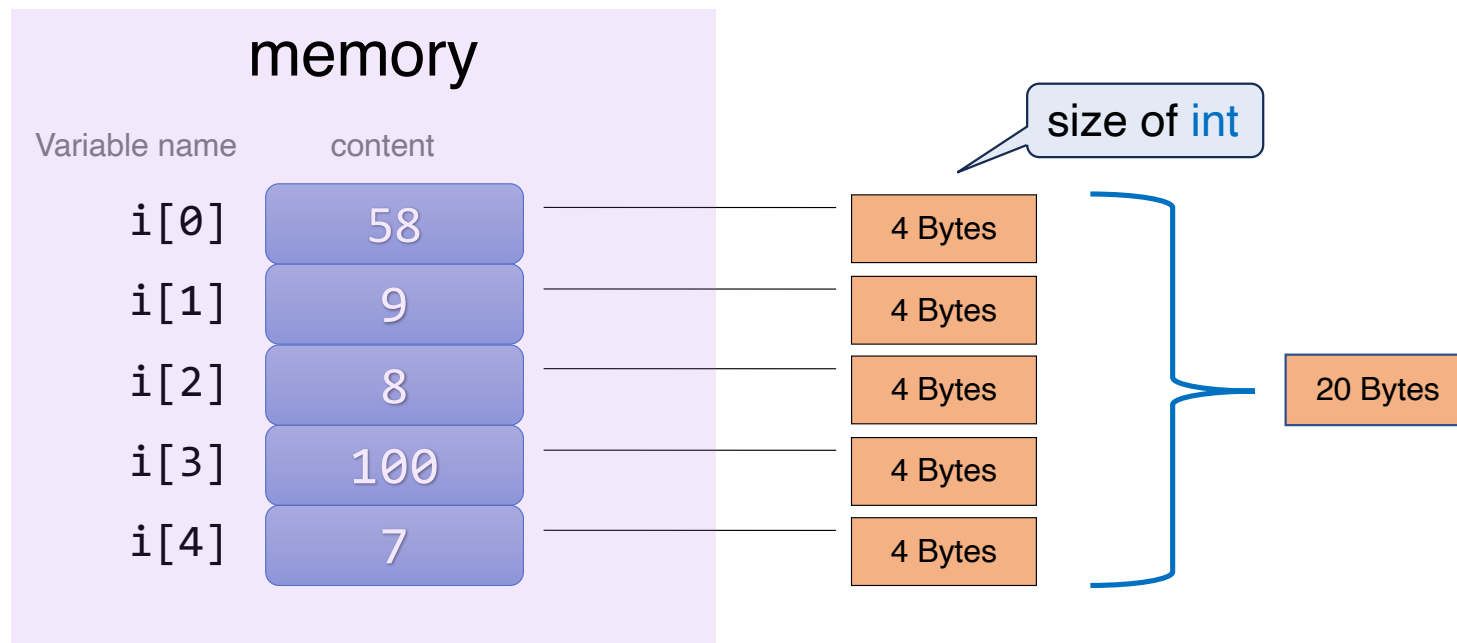 memory
size of int
Variable name content
i[0] 58 4 Bytes
i[1] 9 4 Bytes
i[2] 8 4 Bytes 20 Bytes
i[3] 100 4 Bytes
i[4] 7 4 Bytes